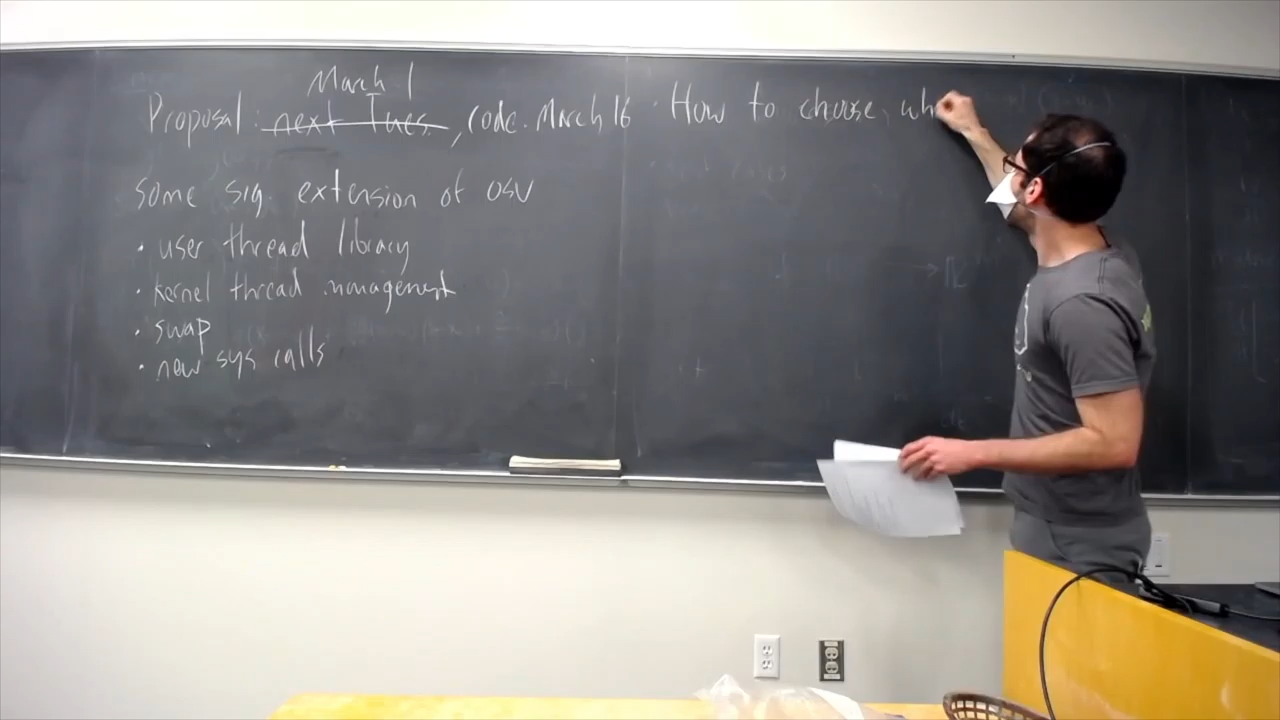 March 1
Proposal: next Tues, code. March 16
some sig. extension of OSV
· user thread library
· kernel thread management
· swap
· new sys calls
· How to choose, wh